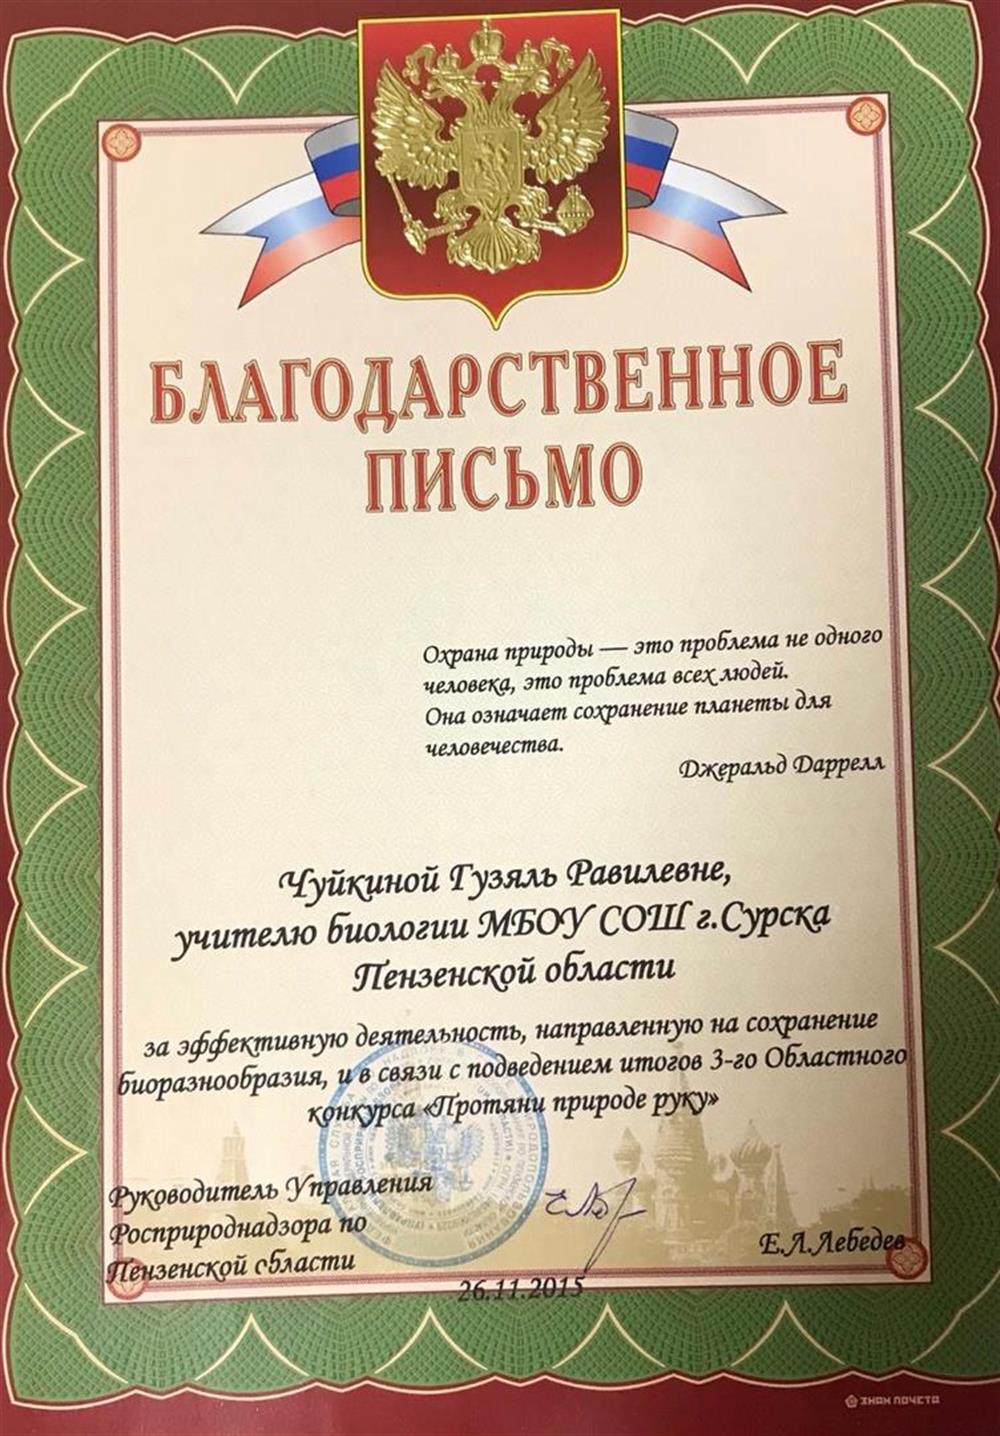 БЛАГОДАРСТВЕННОЕ
ПИСЬМО
Охрана природы — это проблема не одного
человека, это проблема всех людей.
Она означает сохранение планеты для
человечества.
Джеральд Даррелл
Чуйкиной Гузяль Равилевне,
учителю биологии МБОУ СОШ г.Сурска
Пензенской области
за эффективную деятельность, направленную на сохранение
биоразнообразия, и в связи с подведением итогов 3-го Областного
конкурса «Протяни природе руку»
Руководитель Управления
Росприроднадзора по
Пензенской области
Е.Л.Лебедев
26.11.2015
ЗНАК ПОЧЕТА